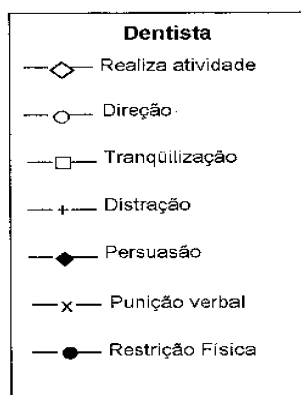 Dentista
Realiza atividade
Direção
Tranqüilização
Distração
Persuasão
Punição verbal
Restrição Física